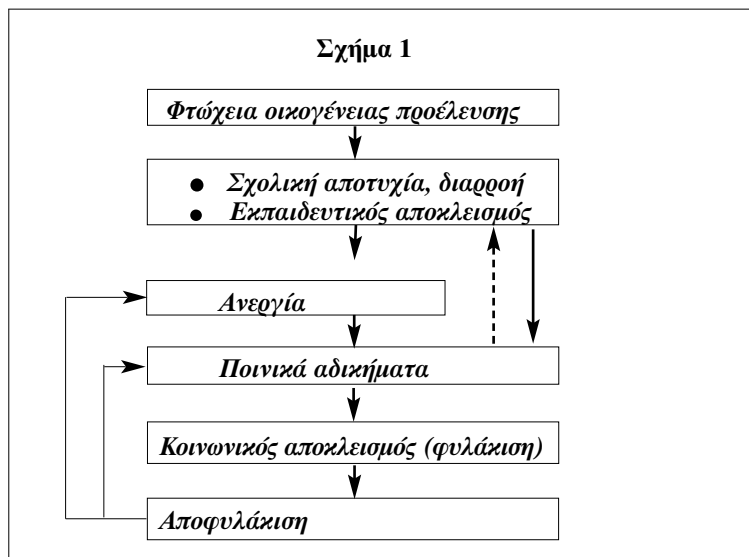 Σχήμα 1
Φτώχεια οικογένειας προέλευσης
● Σχολική αποτυχία, διαρροή
● Εκπαιδευτικός αποκλεισμός
Ανεργία
Ποινικά αδικήματα
Κοινωνικός αποκλεισμός (φυλάκιση)
Αποφυλάκιση